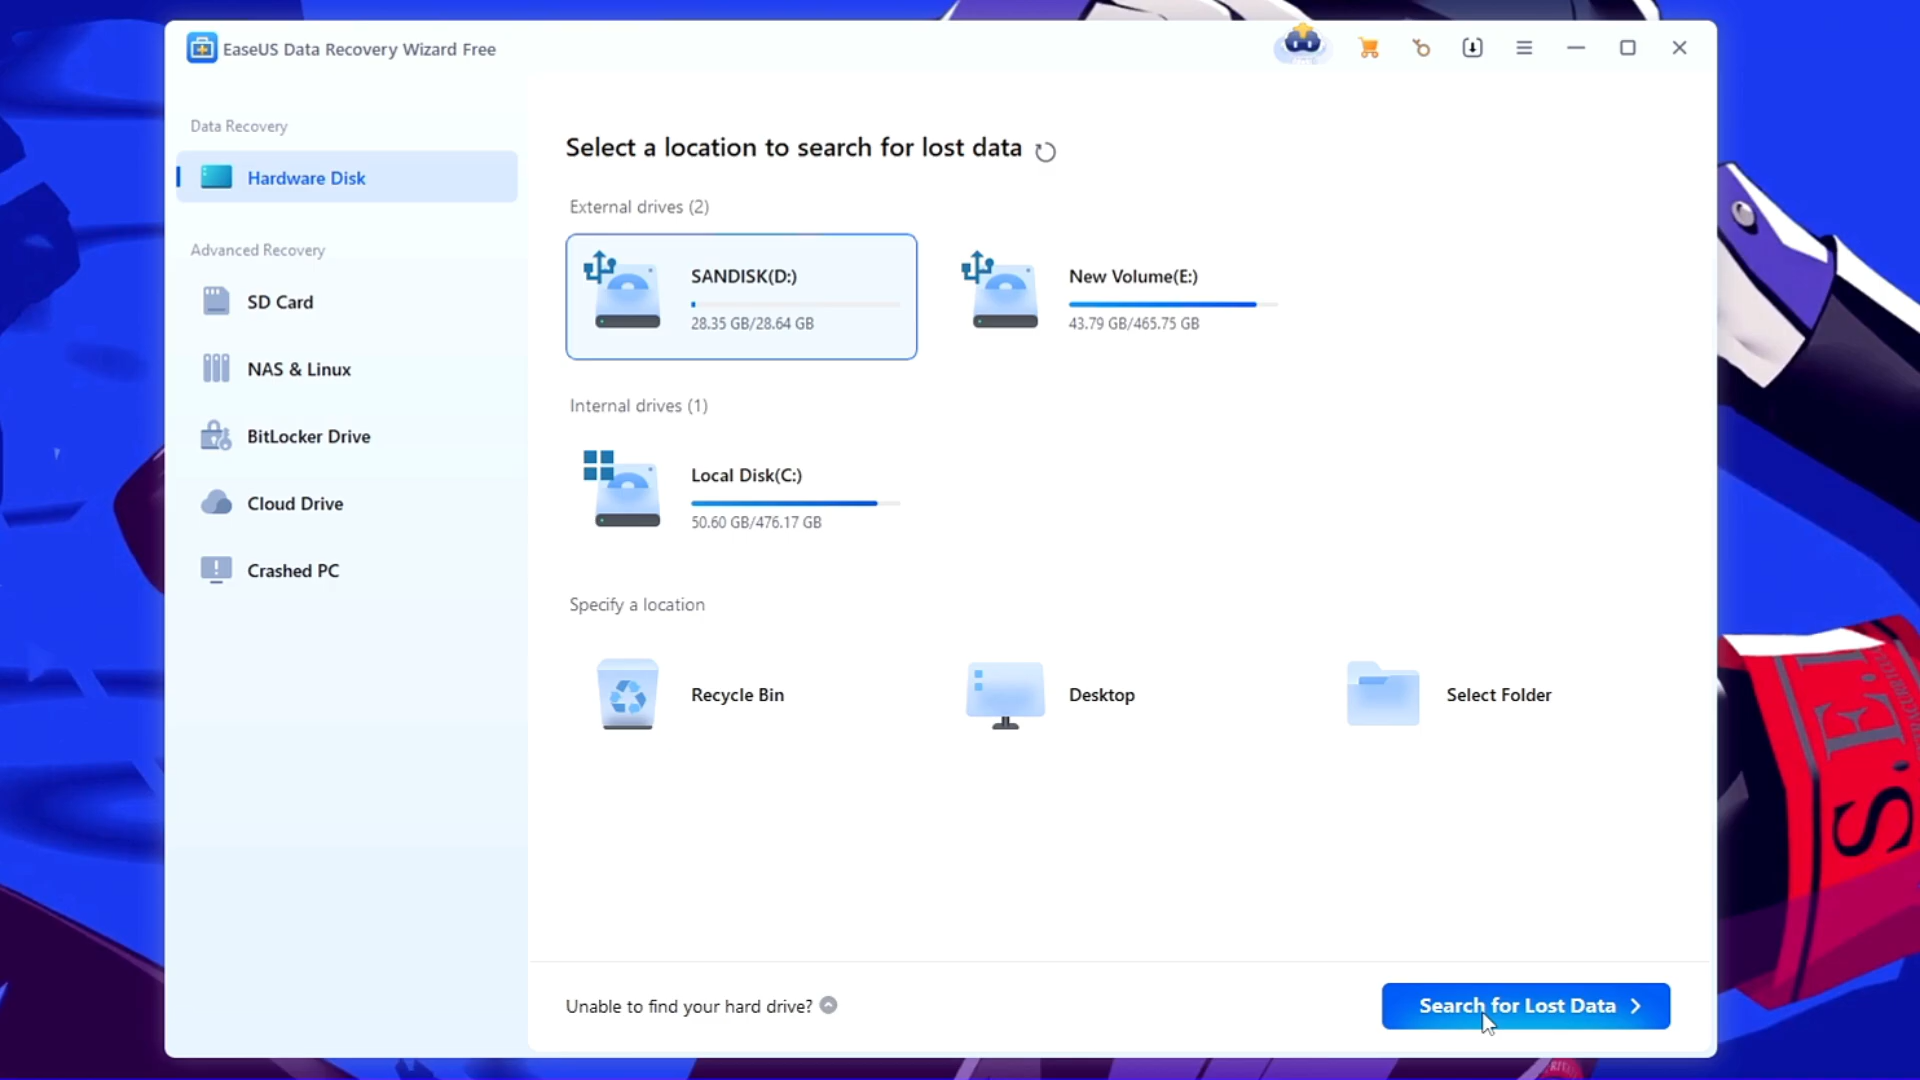 EaseUS Data Recovery Wizard Free
Data Recovery
Hardware Disk
Advanced Recovery
SD Card
NAS & Linux
BitLocker Drive
Cloud Drive
Crashed PC
Select a location to search for lost data
External drives (2)
SANDISK(D:)
28.35 GB/28.64 GB
New Volume(E:)
43.79 GB/465.75 GB
Internal drives (1)
Local Disk(C:)
50.60 GB/476.17 GB
Specify a location
Recycle Bin
Desktop
Select Folder
Unable to find your hard drive?
Search for Lost Data
S.E.